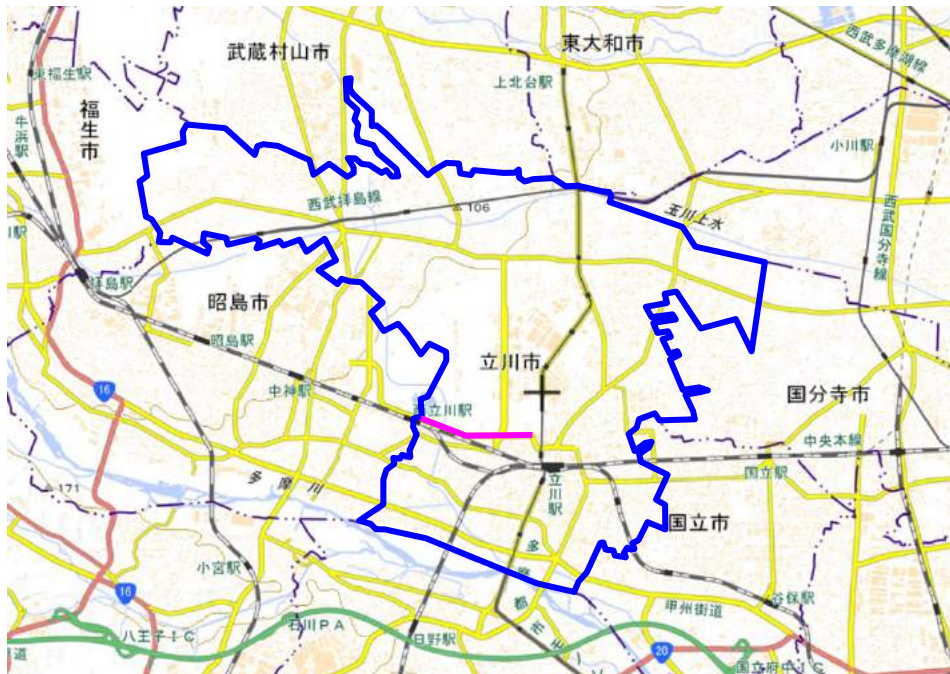 武蔵村山市
東大和市
西武多摩湖線
東福生駅
上北台駅
福生市
牛浜駅
小川駅
西武拝島線
106
玉川上水
西武国分寺線
拝島駅
昭島市
昭島駅
立川市
中神駅
16
国分寺市
西立川駅
中央本線
国立駅
171
多摩川
立川駅
国立市
小宮駅
16
多摩都市モ
甲州街道
谷保駅
八王子IC
石川PA
日野駅
20
国立府中IC
道